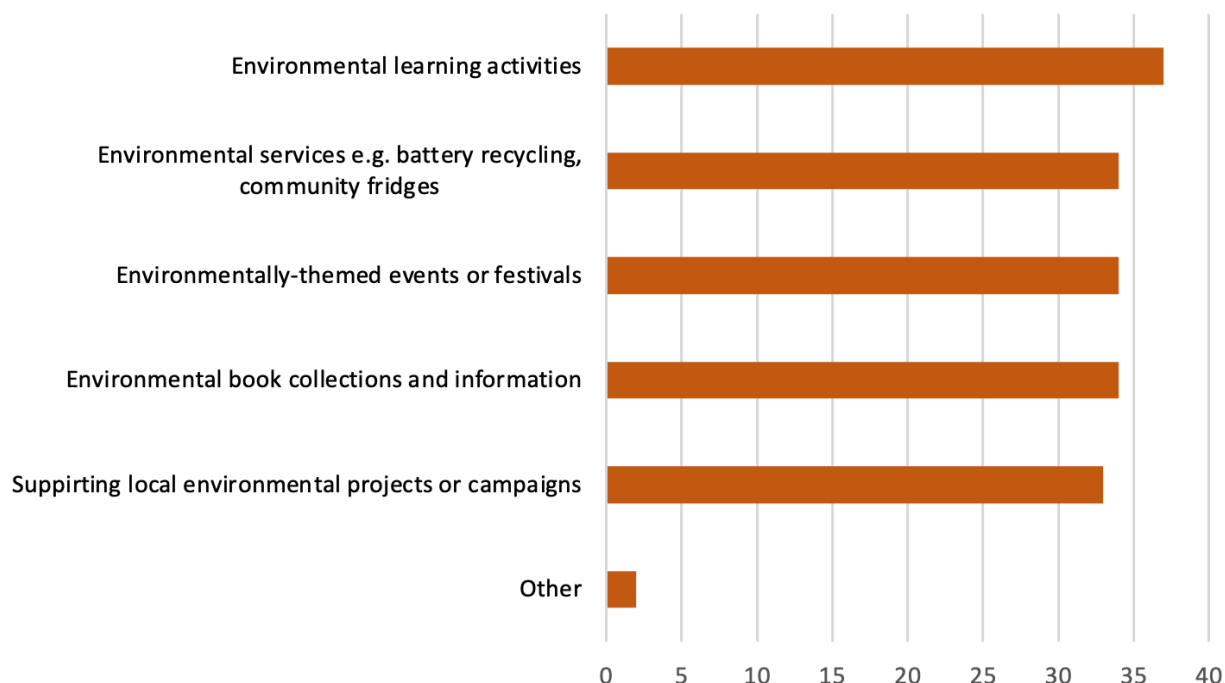 Environmental learning activities
Environmental services e.g. battery recycling,
community fridges
Environmentally-themed events or festivals
Environmental book collections and information
Suppirting local environmental projects or campaigns
Other
0 5 10 15 20 25 30 35 40